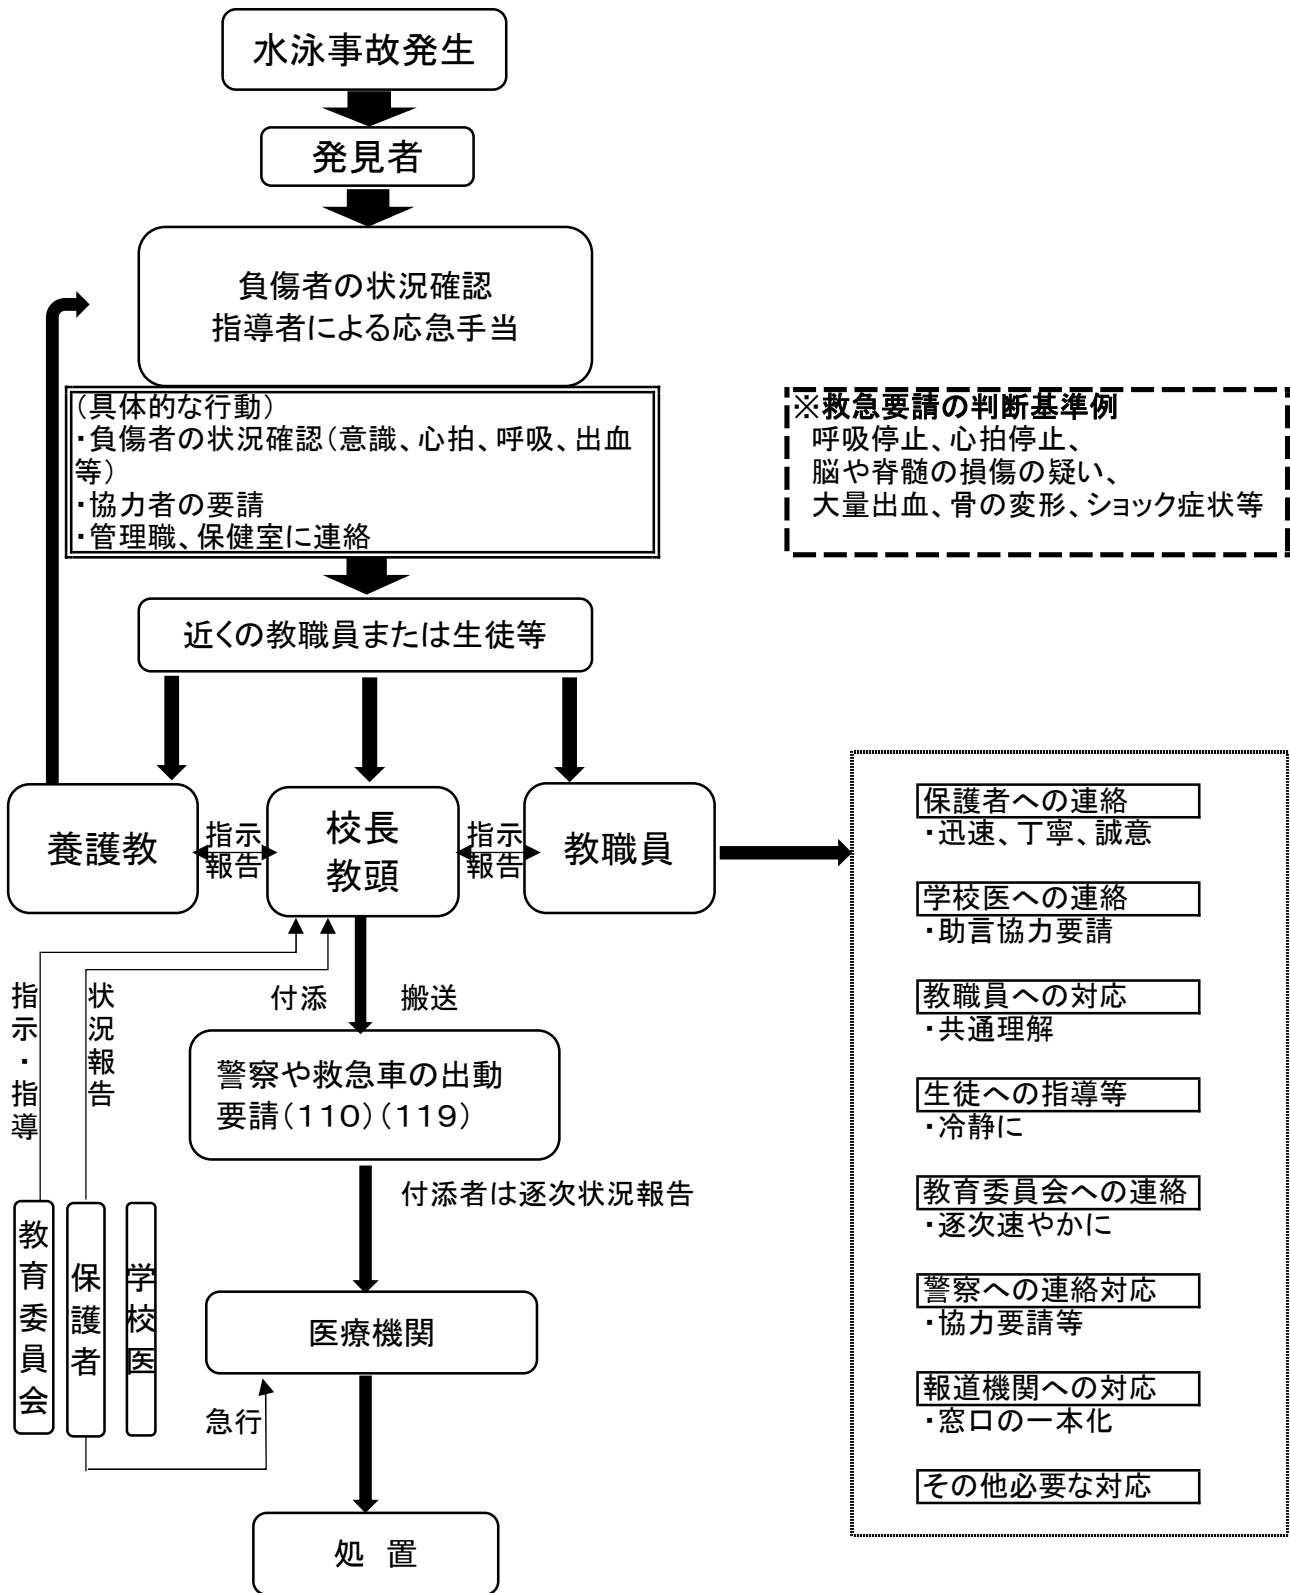 水泳事故発生
発見者
負傷者の状況確認
指導者による応急手当
(具体的な行動)
・負傷者の状況確認(意識、心拍、呼吸、出血
等)
・協力者の要請
・管理職、保健室に連絡
※救急要請の判断基準例
呼吸停止、心拍停止、
脳や脊髄の損傷の疑い、
大量出血、骨の変形、ショック症状等
近くの教職員または生徒等
養護教
指示
報告
校長
教頭
指示
報告
教職員
保護者への連絡
・迅速、丁寧、誠意
学校医への連絡
・助言協力要請
教職員への対応
・共通理解
生徒への指導等
・冷静に
教育委員会への連絡
・逐次速やかに
警察への連絡対応
・協力要請等
報道機関への対応
・窓口の一本化
その他必要な対応
指示・指導
状況報告
付添
搬送
警察や救急車の出動
要請(110)(119)
付添者は逐次状況報告
教育委員会
保護者
学校医
医療機関
急行
処 置